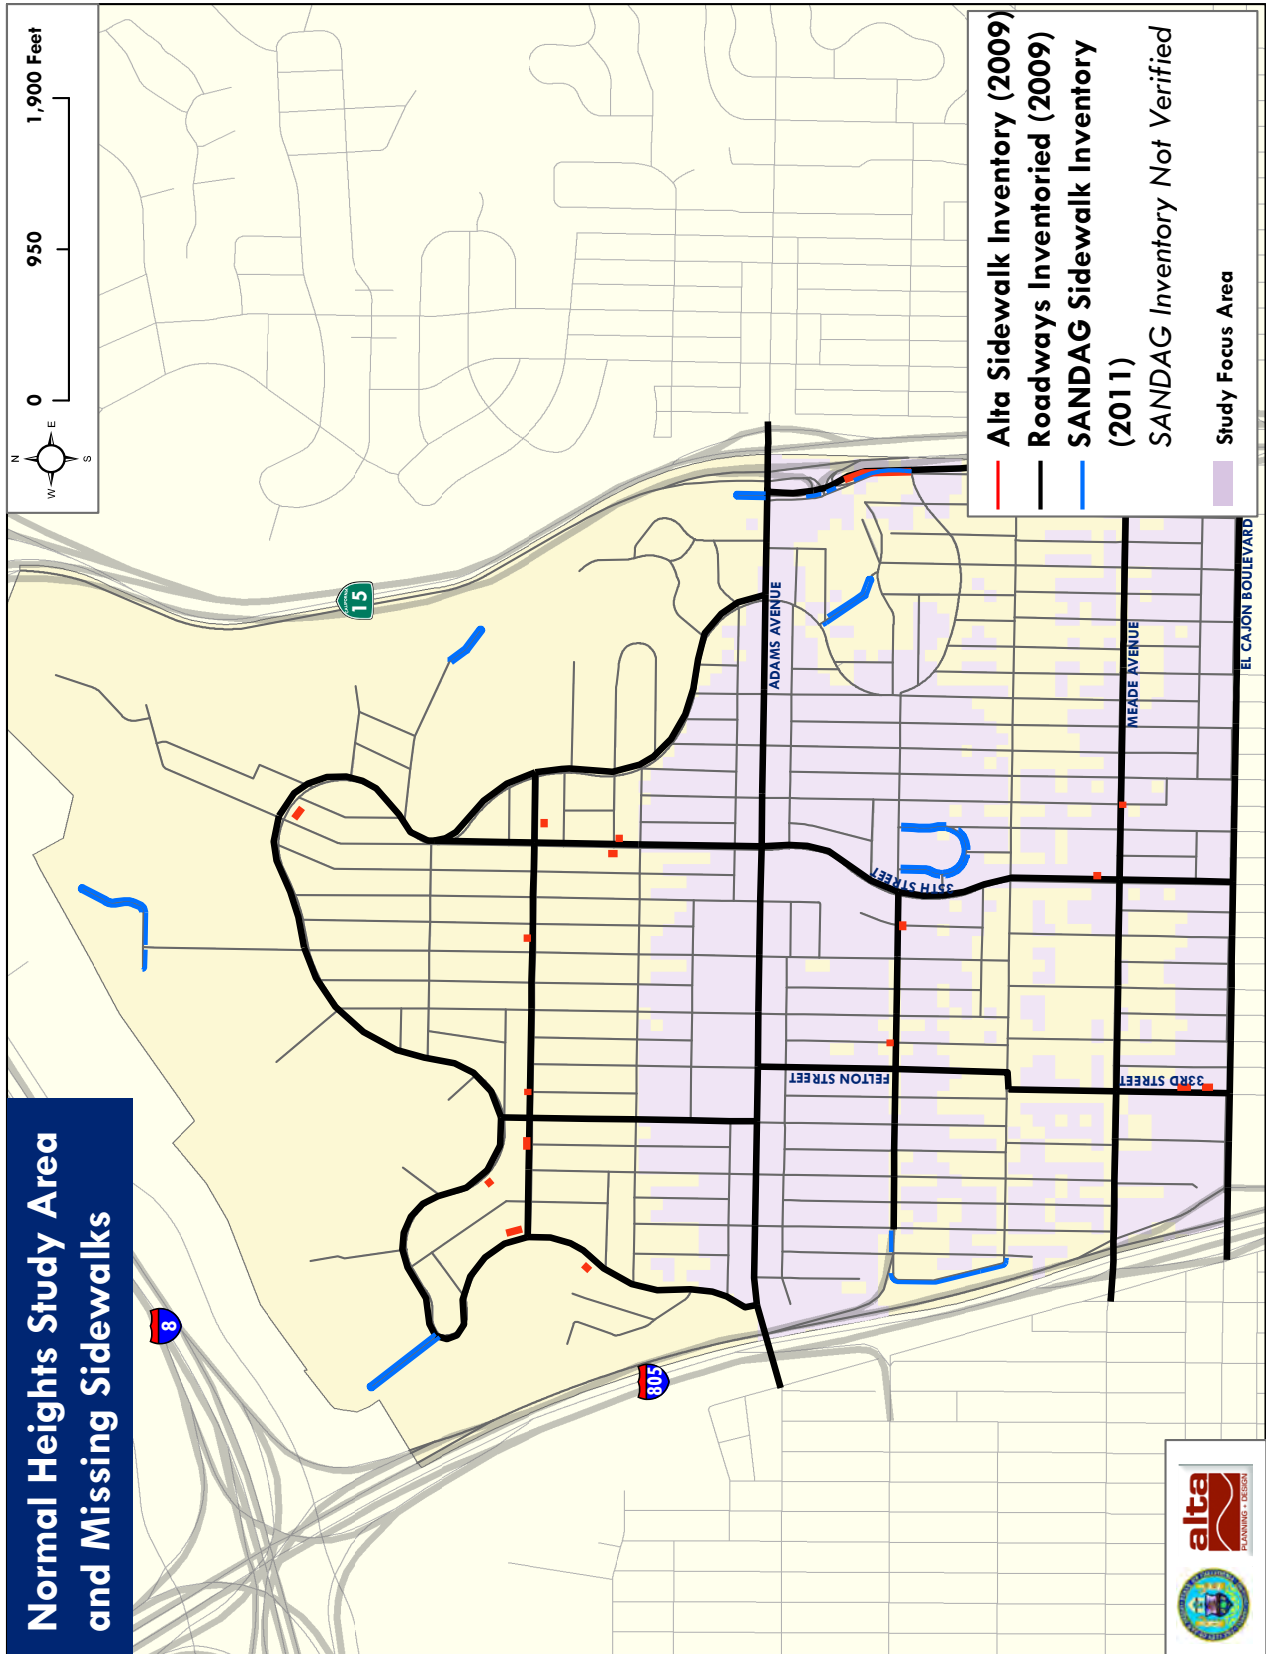 Normal Heights Study Area
and Missing Sidewalks
0 950 1,900 Feet
N
W E
S
8
15
805
ADAMS AVENUE
35TH STREET
FELTON STREET
MEADE AVENUE
33RD STREET
EL CAJON BOULEVARD
Alta Sidewalk Inventory (2009)
Roadways Inventoried (2009)
SANDAG Sidewalk Inventory
(2011)
SANDAG Inventory Not Verified
Study Focus Area
alta
PLANNING + DESIGN